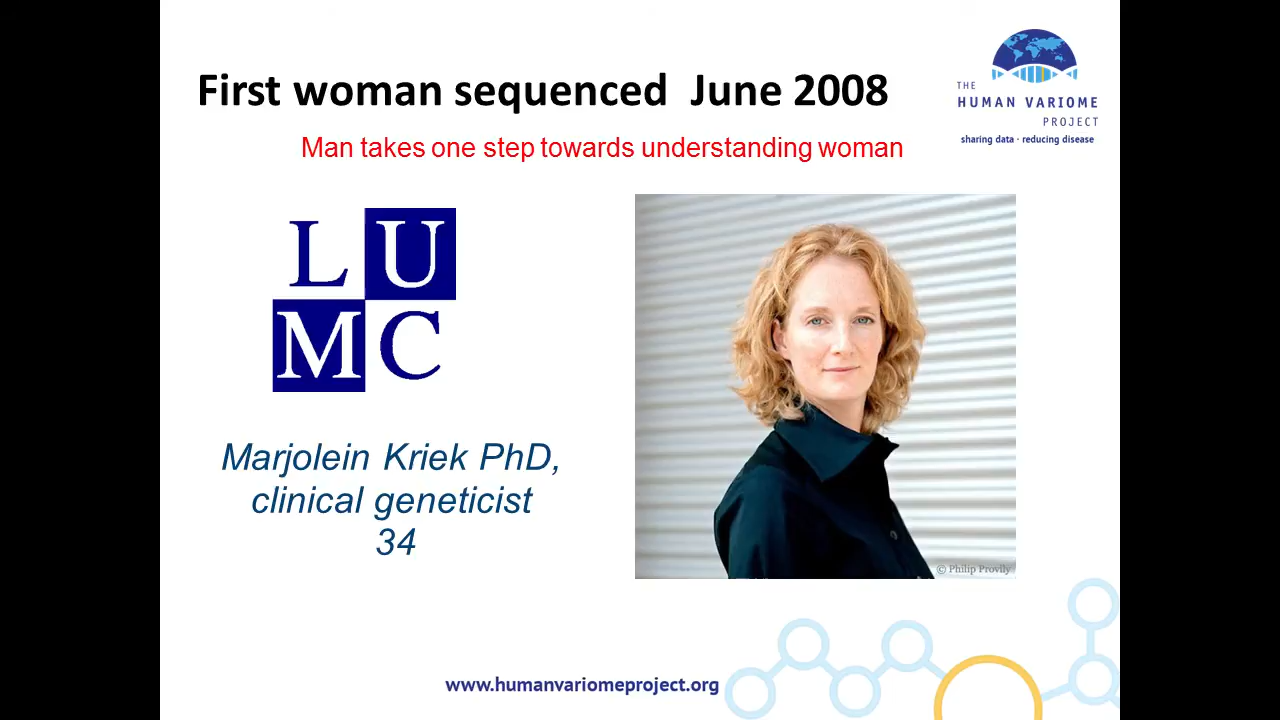 First woman sequenced  June 2008
Man takes one step towards understanding woman
THE
HUMAN VARIOME
PROJECT
sharing data · reducing disease
L U
M C
Marjolein Kriek PhD,
clinical geneticist
34
© Philip Provily
www.humanvariomeproject.org